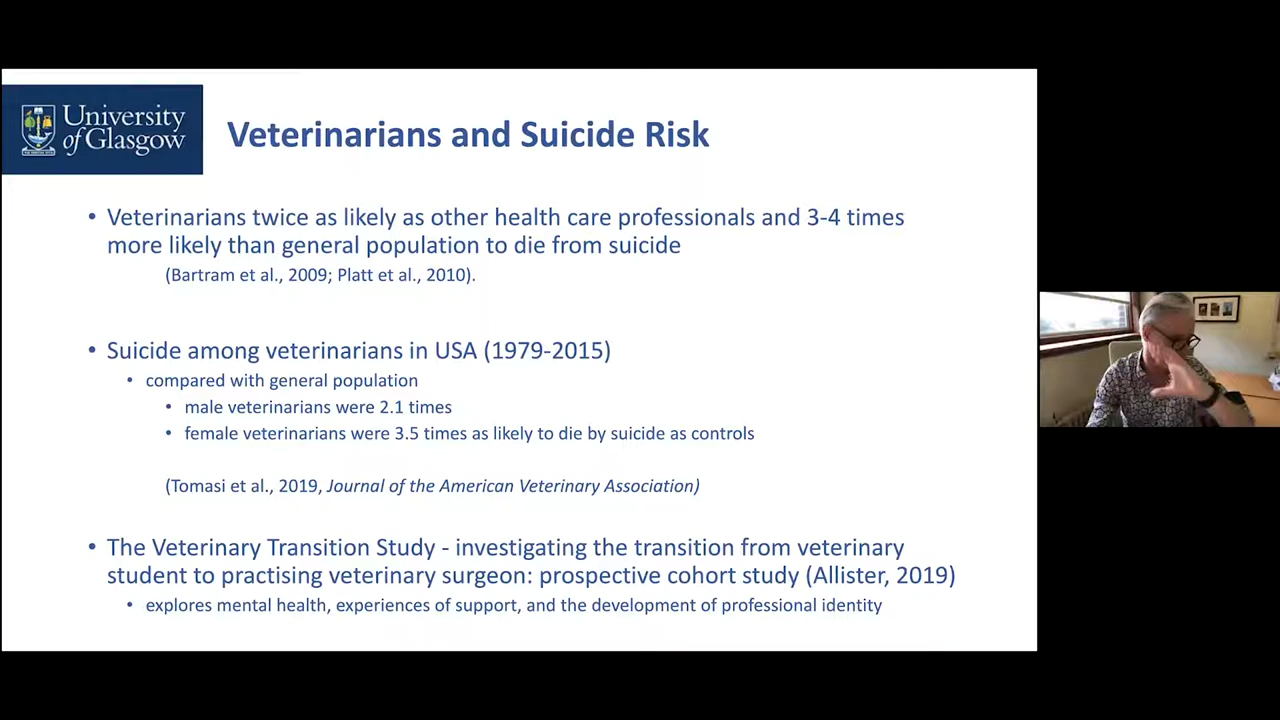 University
of Glasgow
Veterinarians and Suicide Risk
• Veterinarians twice as likely as other health care professionals and 3-4 times
more likely than general population to die from suicide
(Bartram et al., 2009; Platt et al., 2010).
• Suicide among veterinarians in USA (1979-2015)
• compared with general population
• male veterinarians were 2.1 times
• female veterinarians were 3.5 times as likely to die by suicide as controls
(Tomasi et al., 2019, Journal of the American Veterinary Association)
• The Veterinary Transition Study - investigating the transition from veterinary
student to practising veterinary surgeon: prospective cohort study (Allister, 2019)
• explores mental health, experiences of support, and the development of professional identity